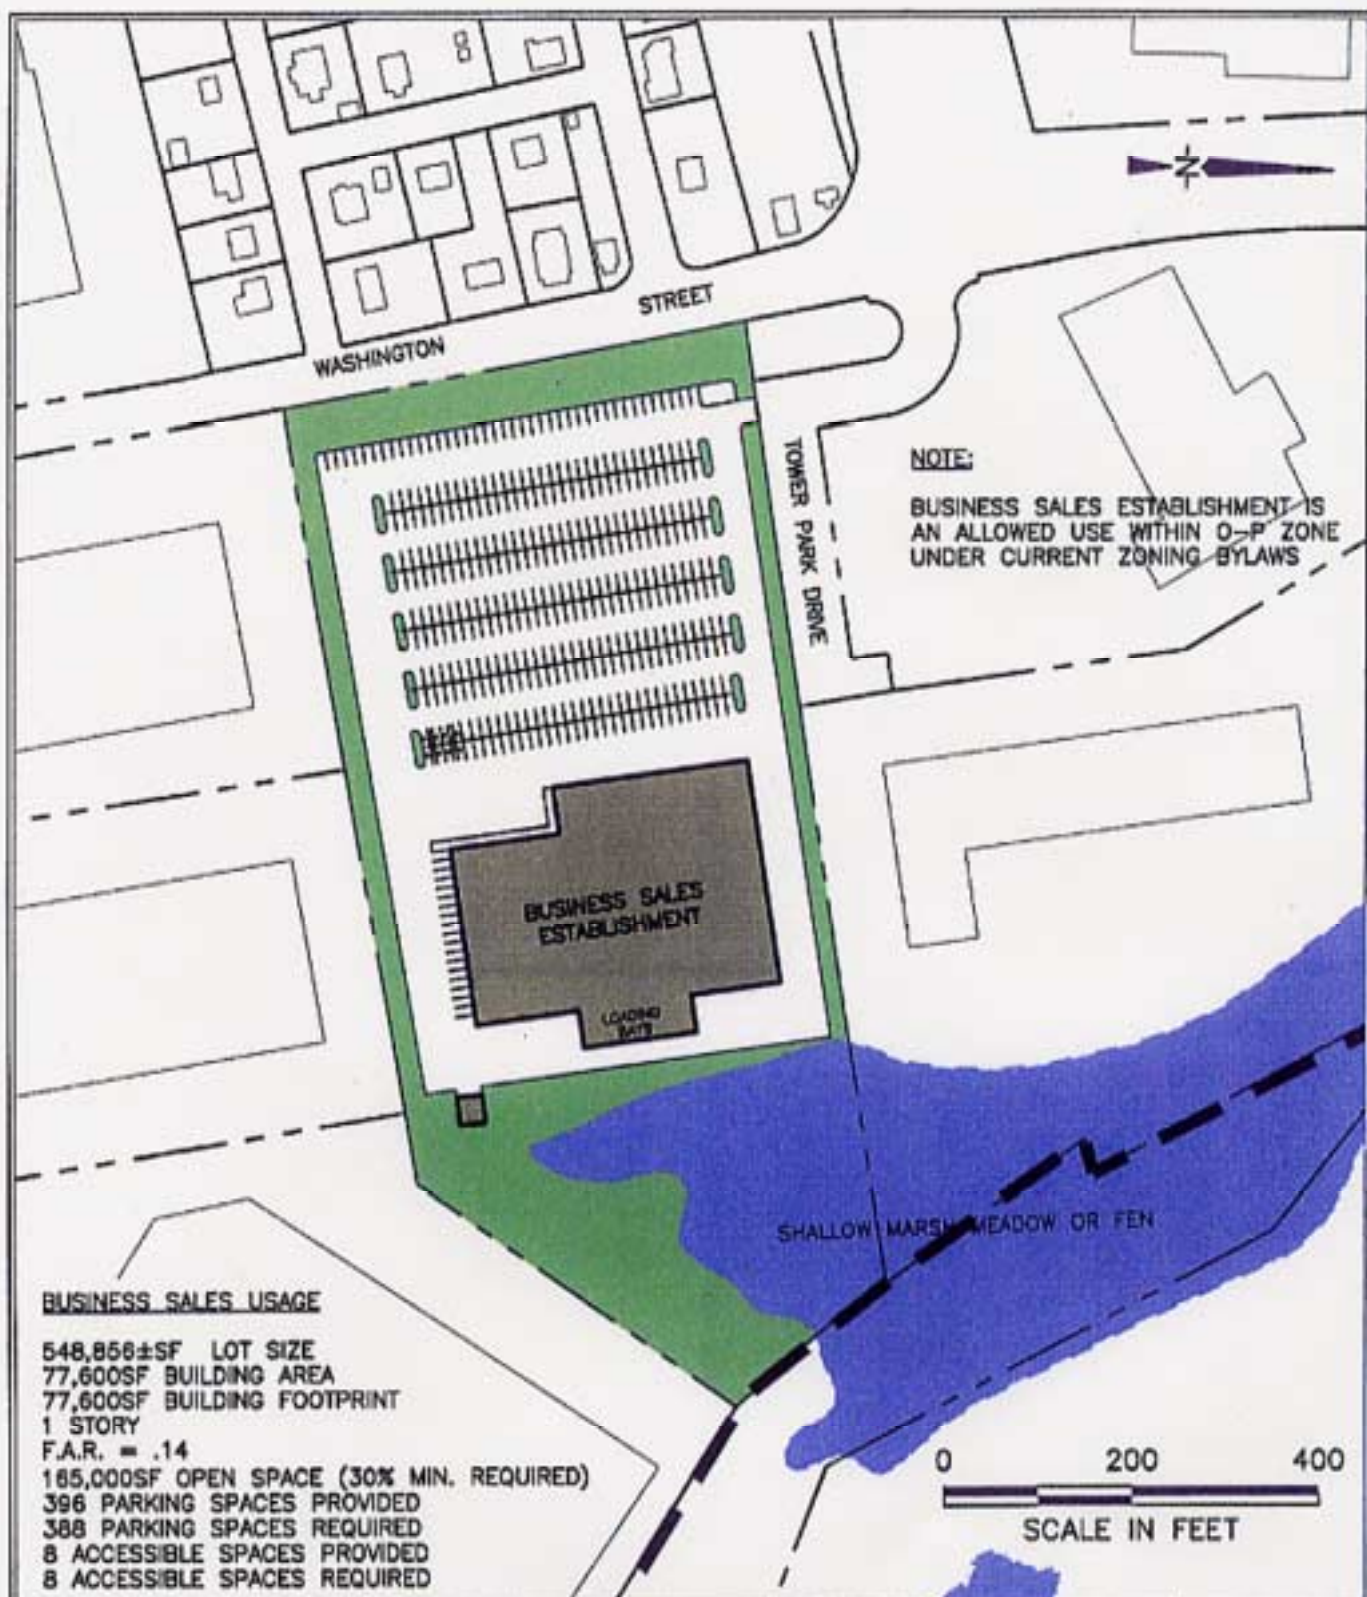 N
STREET
WASHINGTON
TOWER PARK DRIVE
NOTE:
BUSINESS SALES ESTABLISHMENT IS
AN ALLOWED USE WITHIN O-P ZONE
UNDER CURRENT ZONING BYLAWS
BUSINESS SALES
ESTABLISHMENT
LOADING
BAYS
SHALLOW MARSH MEADOW OR FEN
BUSINESS SALES USAGE
548,856±SF LOT SIZE
77,600SF BUILDING AREA
77,600SF BUILDING FOOTPRINT
1 STORY
F.A.R. = .14
165,000SF OPEN SPACE (30% MIN. REQUIRED)
396 PARKING SPACES PROVIDED
388 PARKING SPACES REQUIRED
8 ACCESSIBLE SPACES PROVIDED
8 ACCESSIBLE SPACES REQUIRED
0 200 400
SCALE IN FEET